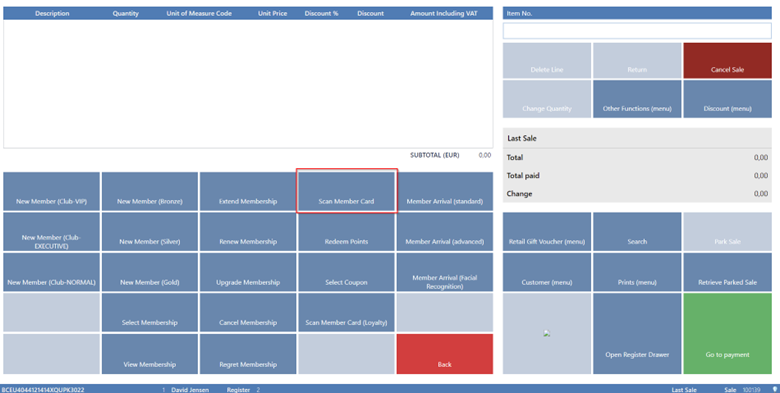 Description Quantity Unit of Measure Code Unit Price Discount % Discount Amount Including VAT
SUBTOTAL (EUR) 0,00
Item No.
Delete Line Return Cancel Sale
Change Quantity Other Functions (menu) Discount (menu)
Last Sale
Total 0,00
Total paid 0,00
Change 0,00
New Member (Club-VIP) New Member (Bronze) Extend Membership Scan Member Card Member Arrival (standard)
New Member (Club-
EXECUTIVE) New Member (Silver) Renew Membership Redeem Points Member Arrival (advanced)
New Member (Club-NORMAL) New Member (Gold) Upgrade Membership Select Coupon Member Arrival (Facial
Recognition)
Select Membership Cancel Membership Scan Member Card (Loyalty)
View Membership Regret Membership Back
Retail Gift Voucher (menu) Search Park Sale
Customer (menu) Prints (menu) Retrieve Parked Sale
Open Register Drawer Go to payment
1 David Jensen Register 2 Last Sale Sale 100139